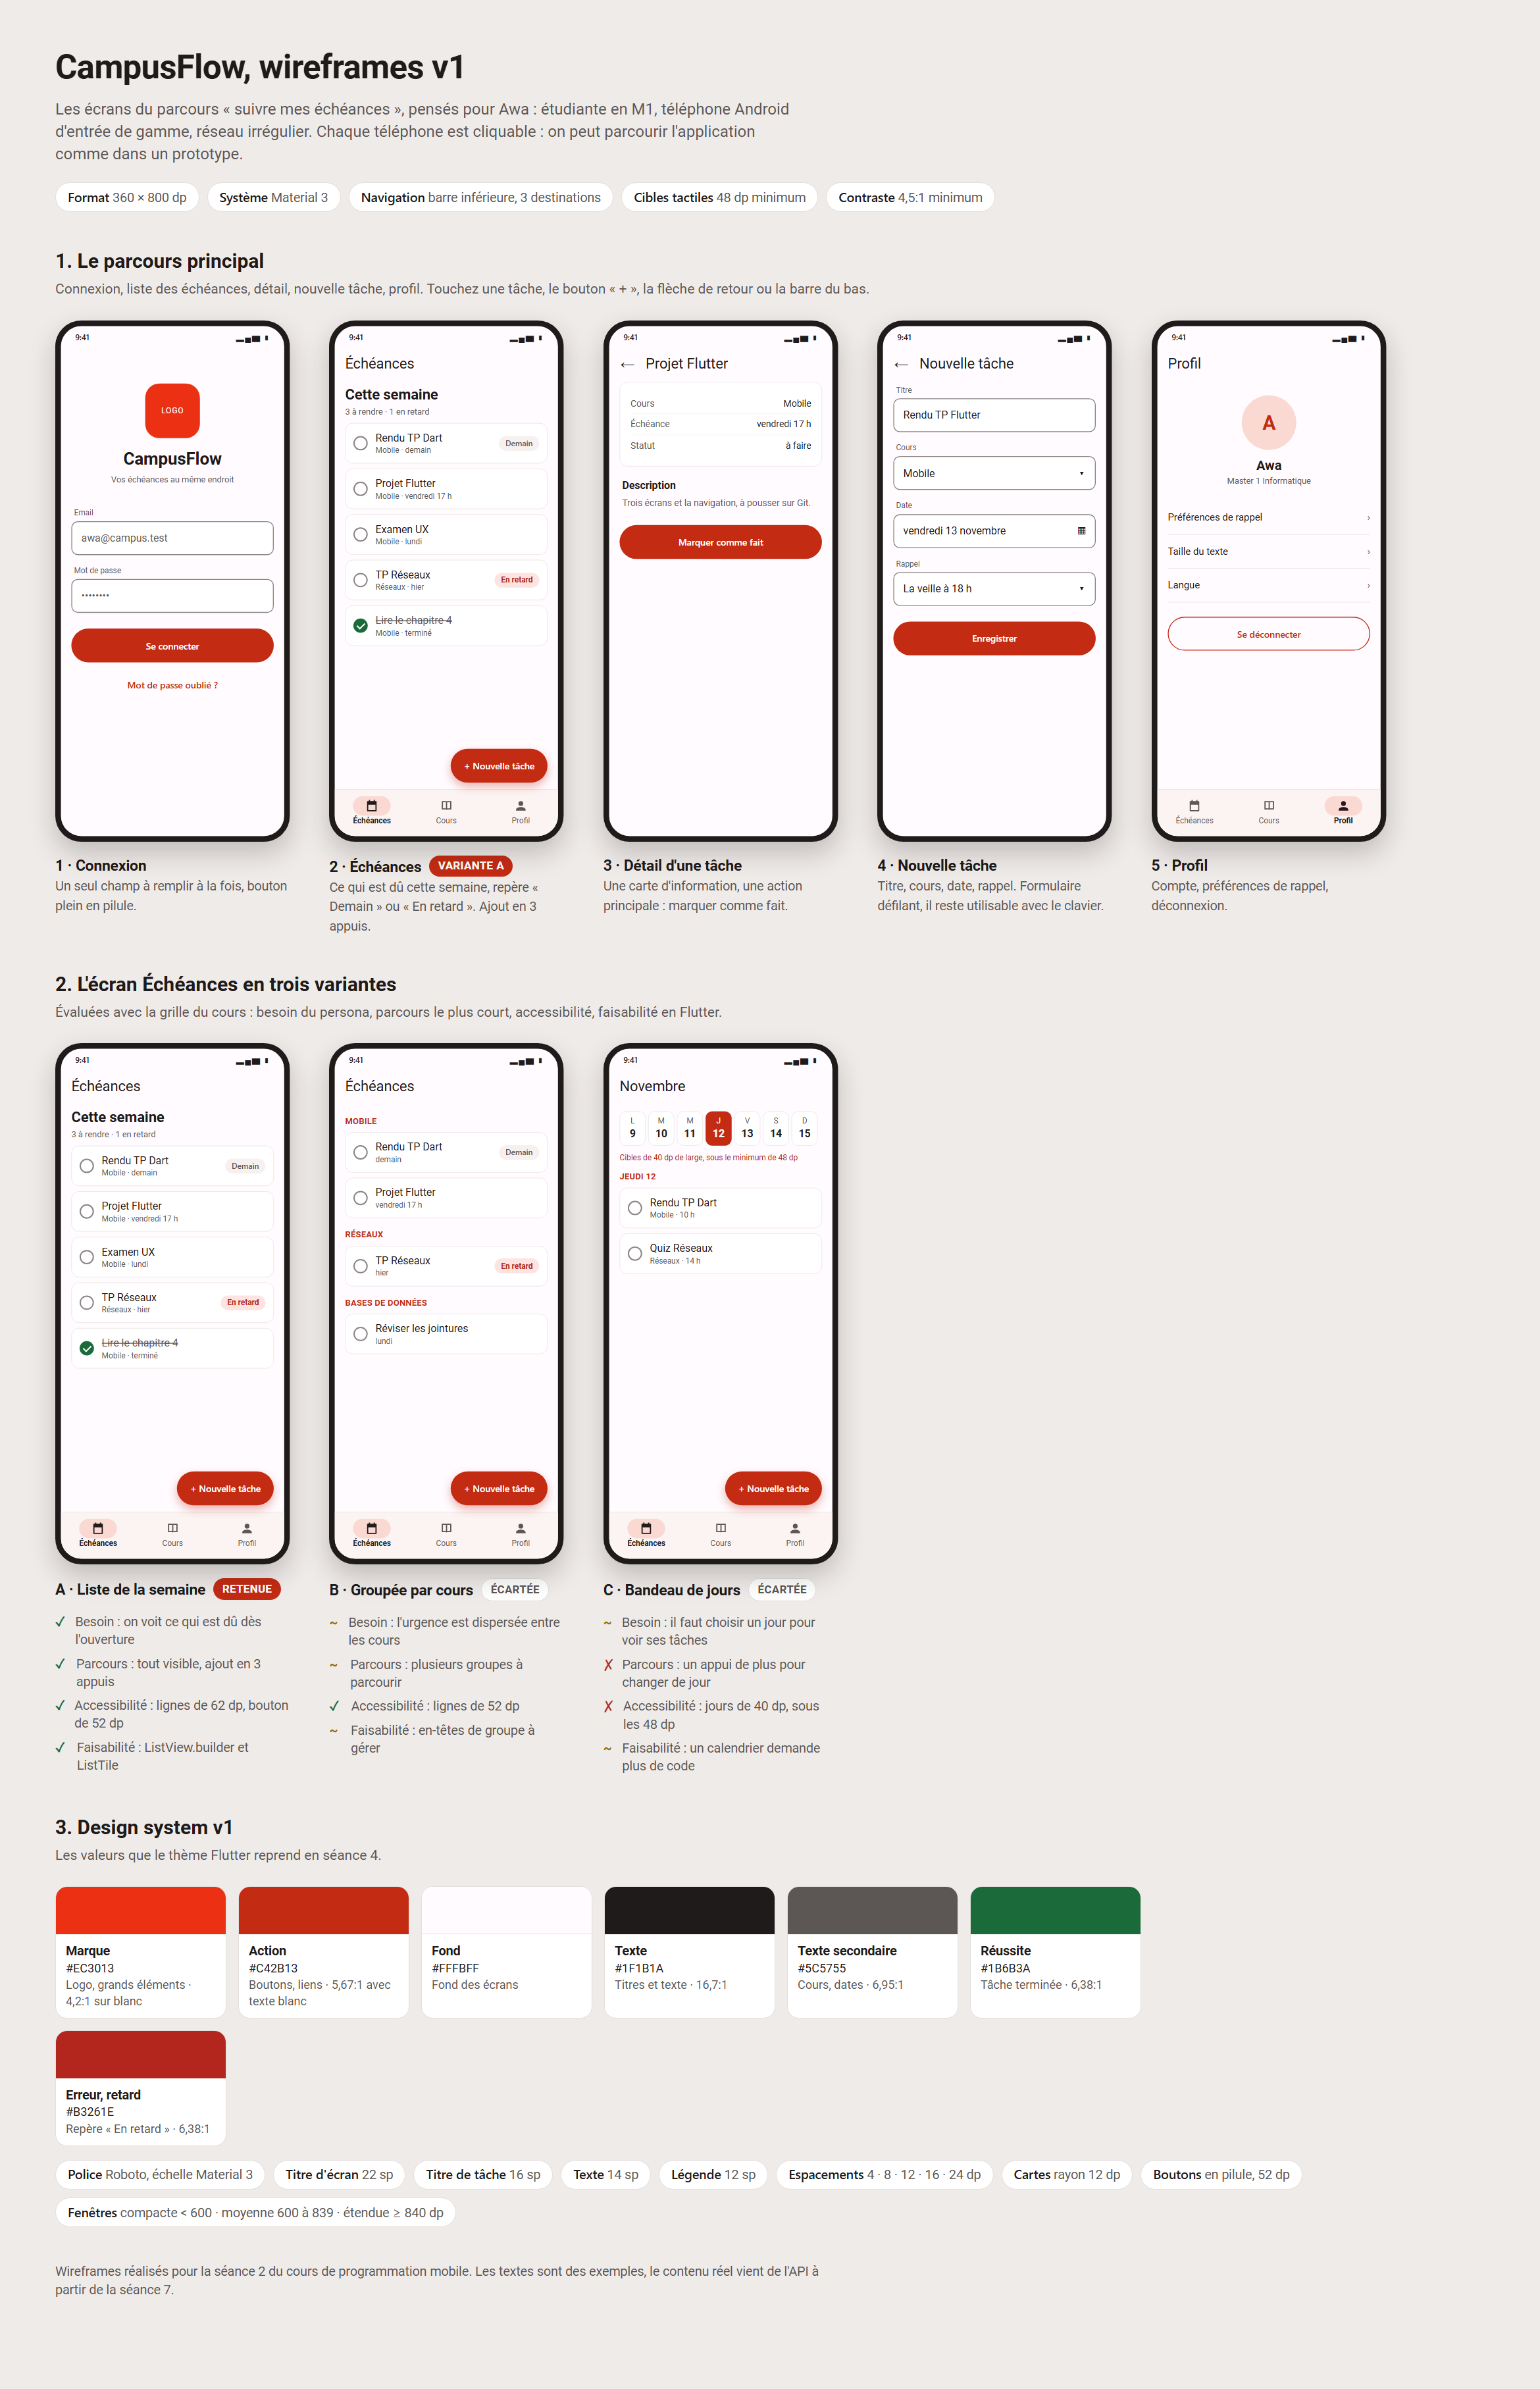 CampusFlow, wireframes v1
Les écrans du parcours « suivre mes échéances », pensés pour Awa : étudiante en M1, téléphone Android
d'entrée de gamme, réseau irrégulier. Chaque téléphone est cliquable : on peut parcourir l'application
comme dans un prototype.
Format 360 × 800 dp
Système Material 3
Navigation barre inférieure, 3 destinations
Cibles tactiles 48 dp minimum
Contraste 4,5:1 minimum
1. Le parcours principal
Connexion, liste des échéances, détail, nouvelle tâche, profil. Touchez une tâche, le bouton « + », la flèche de retour ou la barre du bas.
9:41
LOGO
CampusFlow
Vos échéances au même endroit
Email
awa@campus.test
Mot de passe
••••••••
Se connecter
Mot de passe oublié ?
1 · Connexion
Un seul champ à remplir à la fois, bouton
plein en pilule.
9:41
Échéances
Cette semaine
3 à rendre · 1 en retard
Rendu TP Dart
Mobile · demain
Demain
Projet Flutter
Mobile · vendredi 17 h
Examen UX
Mobile · lundi
TP Réseaux
Réseaux · hier
En retard
Lire le chapitre 4
Mobile · terminé
+ Nouvelle tâche
Échéances
Cours
Profil
2 · Échéances VARIANTE A
Ce qui est dû cette semaine, repère «
Demain » ou « En retard ». Ajout en 3
appuis.
9:41
← Projet Flutter
Cours Mobile
Échéance vendredi 17 h
Statut à faire
Description
Trois écrans et la navigation, à pousser sur Git.
Marquer comme fait
3 · Détail d'une tâche
Une carte d'information, une action
principale : marquer comme fait.
9:41
← Nouvelle tâche
Titre
Rendu TP Flutter
Cours
Mobile
Date
vendredi 13 novembre
Rappel
La veille à 18 h
Enregistrer
4 · Nouvelle tâche
Titre, cours, date, rappel. Formulaire
défilant, il reste utilisable avec le clavier.
9:41
Profil
A
Awa
Master 1 Informatique
Préférences de rappel ›
Taille du texte ›
Langue ›
Se déconnecter
Échéances
Cours
Profil
5 · Profil
Compte, préférences de rappel,
déconnexion.
2. L'écran Échéances en trois variantes
Évaluées avec la grille du cours : besoin du persona, parcours le plus court, accessibilité, faisabilité en Flutter.
9:41
Échéances
Cette semaine
3 à rendre · 1 en retard
Rendu TP Dart
Mobile · demain
Demain
Projet Flutter
Mobile · vendredi 17 h
Examen UX
Mobile · lundi
TP Réseaux
Réseaux · hier
En retard
Lire le chapitre 4
Mobile · terminé
+ Nouvelle tâche
Échéances
Cours
Profil
A · Liste de la semaine RETENUE
✓ Besoin : on voit ce qui est dû dès
l'ouverture
✓ Parcours : tout visible, ajout en 3
appuis
✓ Accessibilité : lignes de 62 dp, bouton
de 52 dp
✓ Faisabilité : ListView.builder et
ListTile
9:41
Échéances
MOBILE
Rendu TP Dart
demain
Demain
Projet Flutter
vendredi 17 h
RÉSEAUX
TP Réseaux
hier
En retard
BASES DE DONNÉES
Réviser les jointures
lundi
+ Nouvelle tâche
Échéances
Cours
Profil
B · Groupée par cours ÉCARTÉE
~ Besoin : l'urgence est dispersée entre
les cours
~ Parcours : plusieurs groupes à
parcourir
✓ Accessibilité : lignes de 52 dp
~ Faisabilité : en-têtes de groupe à
gérer
9:41
Novembre
L M M J V S D
9 10 11 12 13 14 15
Cibles de 40 dp de large, sous le minimum de 48 dp
JEUDI 12
Rendu TP Dart
Mobile · 10 h
Quiz Réseaux
Réseaux · 14 h
+ Nouvelle tâche
Échéances
Cours
Profil
C · Bandeau de jours ÉCARTÉE
~ Besoin : il faut choisir un jour pour
voir ses tâches
✗ Parcours : un appui de plus pour
changer de jour
✗ Accessibilité : jours de 40 dp, sous
les 48 dp
~ Faisabilité : un calendrier demande
plus de code
3. Design system v1
Les valeurs que le thème Flutter reprend en séance 4.
Marque
#EC3013
Logo, grands éléments ·
4,2:1 sur blanc
Action
#C42B13
Boutons, liens · 5,67:1 avec
texte blanc
Fond
#FFFBFF
Fond des écrans
Texte
#1F1B1A
Titres et texte · 16,7:1
Texte secondaire
#5C5755
Cours, dates · 6,95:1
Réussite
#1B6B3A
Tâche terminée · 6,38:1
Erreur, retard
#B3261E
Repère « En retard » · 6,38:1
Police Roboto, échelle Material 3
Titre d'écran 22 sp
Titre de tâche 16 sp
Texte 14 sp
Légende 12 sp
Espacements 4 · 8 · 12 · 16 · 24 dp
Cartes rayon 12 dp
Boutons en pilule, 52 dp
Fenêtres compacte < 600 · moyenne 600 à 839 · étendue ≥ 840 dp
Wireframes réalisés pour la séance 2 du cours de programmation mobile. Les textes sont des exemples, le contenu réel vient de l'API à
partir de la séance 7.